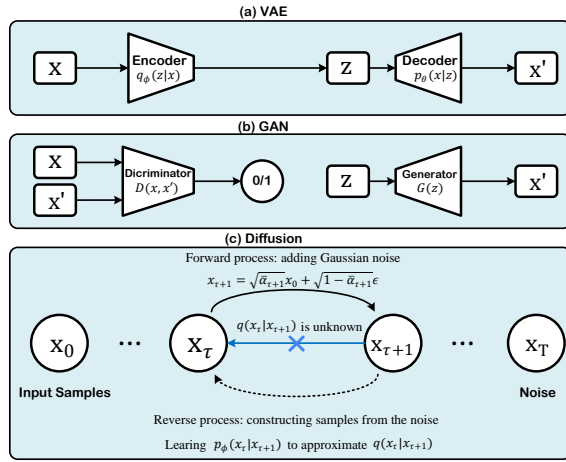 (a) VAE
X
Encoder
qϕ(z|x)
Z
Decoder
pθ(x|z)
X'
(b) GAN
X
X'
Dicriminator
D(x, x′)
0/1
Z
Generator
G(z)
X'
(c) Diffusion
Forward process: adding Gaussian noise
xτ+1 = √ᾱτ+1 x0 + √1 − ᾱτ+1 ϵ
q(xτ|xτ+1) is unknown
X0
...
Xτ
Xτ+1
...
XT
Input Samples
Noise
Reverse process: constructing samples from the noise
Learing pϕ(xτ|xτ+1) to approximate q(xτ|xτ+1)